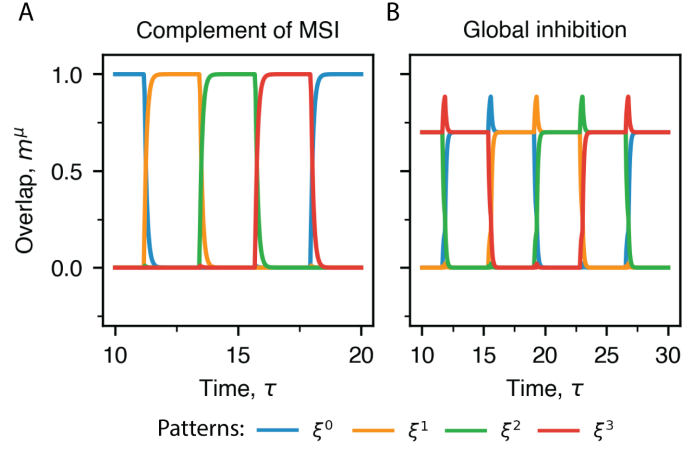 A
Complement of MSI
B
Global inhibition
Overlap, m^μ
1.0
0.5
0.0
10
15
20
10
15
20
25
30
Time, τ
Time, τ
Patterns: ξ^0 ξ^1 ξ^2 ξ^3